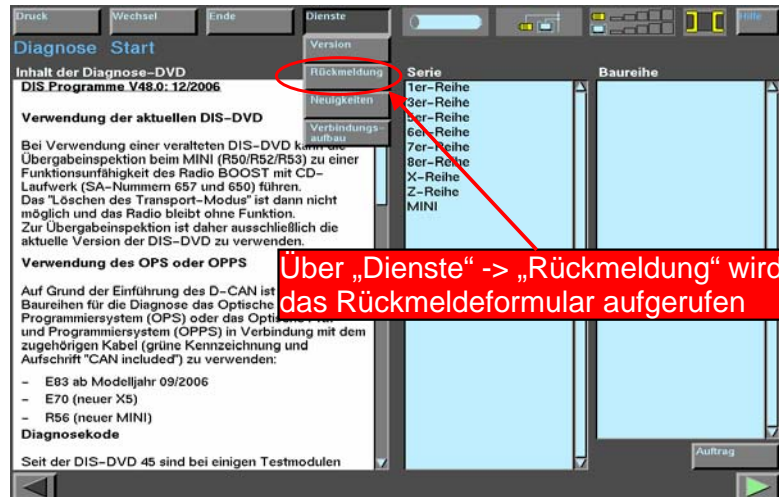 Druck Wechsel Ende Dienste Hilfe
Diagnose Start
Version
Rückmeldung
Neuigkeiten
Verbindungs-
aufbau
Inhalt der Diagnose-DVD
DIS Programme V48.0: 12/2006
Verwendung der aktuellen DIS-DVD
Bei Verwendung einer veralteten DIS-DVD kann die
Übergabeinspektion beim MINI (R50/R52/R53) zu einer
Funktionsunfähigkeit des Radio BOOST mit CD-
Laufwerk (SA-Nummern 657 und 650) führen.
Das "Löschen des Transport-Modus" ist dann nicht
möglich und das Radio bleibt ohne Funktion.
Zur Übergabeinspektion ist daher ausschließlich die
aktuelle Version der DIS-DVD zu verwenden.
Verwendung des OPS oder OPPS
Auf Grund der Einführung des D-CAN ist
Baureihen für die Diagnose das Optische
Programmiersystem (OPS) oder das
und Programmiersystem (OPPS) in Verbindung mit dem
zugehörigen Kabel (grüne Kennzeichnung und
Aufschrift "CAN included") zu verwenden:
- E83 ab Modelljahr 09/2006
- E70 (neuer X5)
- R56 (neuer MINI)
Diagnosekode
Seit der DIS-DVD 45 sind bei einigen Testmodulen
Serie
1er-Reihe
3er-Reihe
5er-Reihe
6er-Reihe
7er-Reihe
8er-Reihe
X-Reihe
Z-Reihe
MINI
Baureihe
Über „Dienste“ -> „Rückmeldung“ wird
das Rückmeldeformular aufgerufen
Auftrag